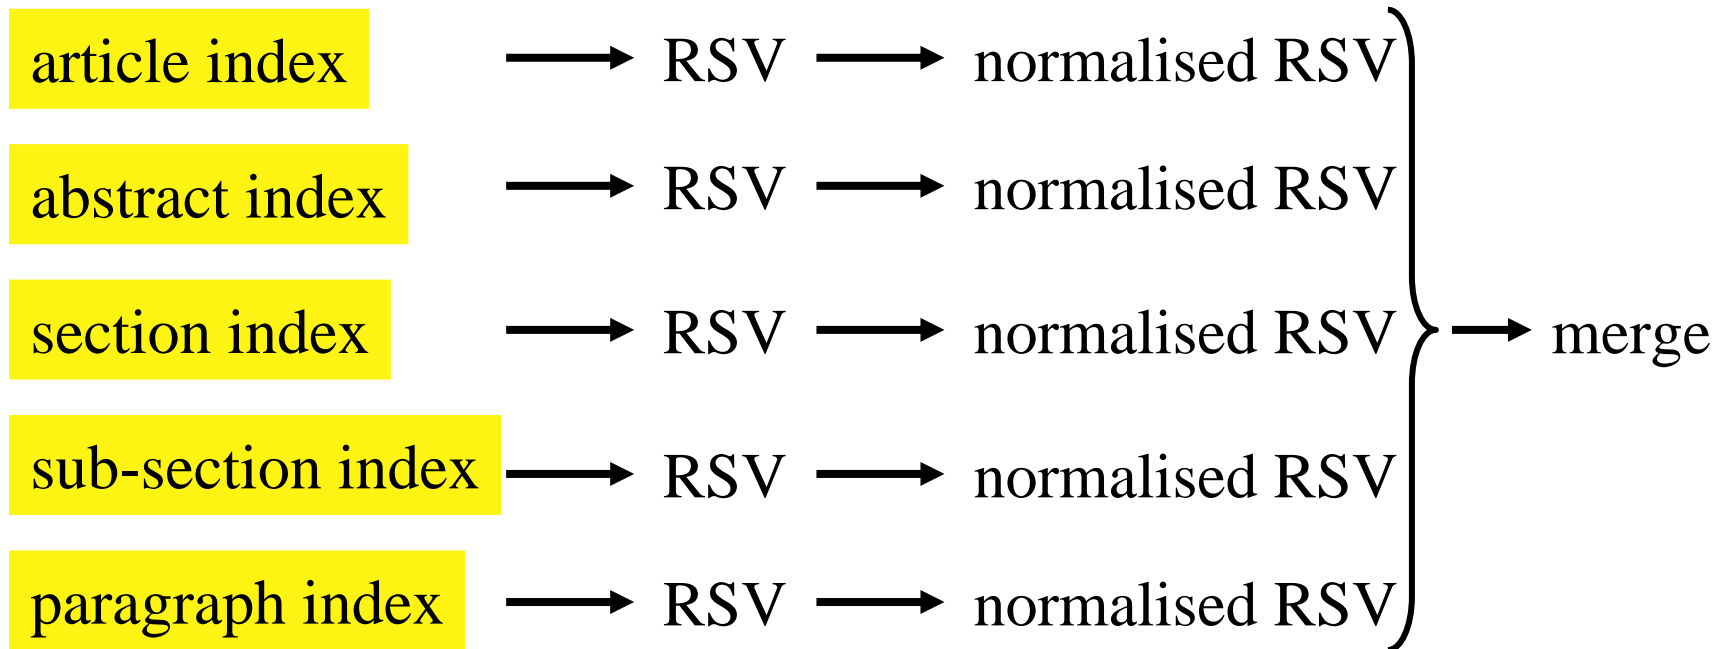 article index RSV normalised RSV
abstract index RSV normalised RSV
section index RSV normalised RSV merge
sub-section index RSV normalised RSV
paragraph index RSV normalised RSV